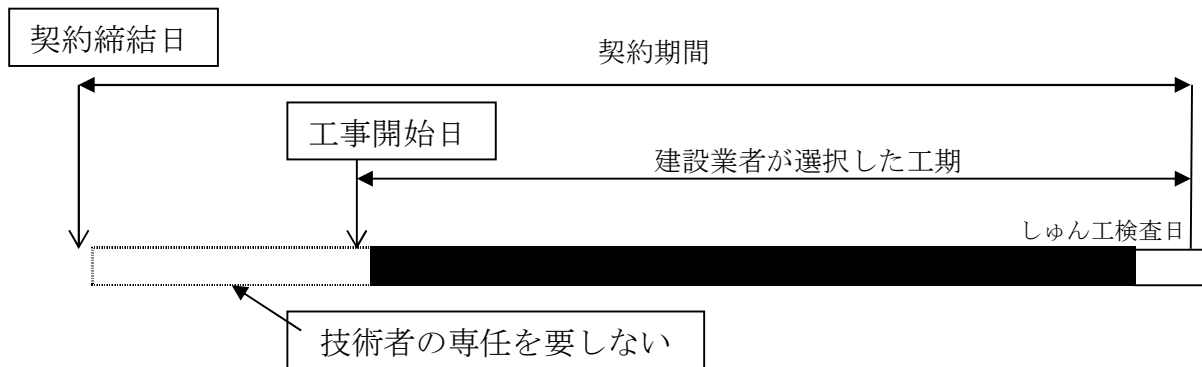 契約締結日
契約期間
工事開始日
建設業者が選択した工期
しゅん工検査日
技術者の専任を要しない